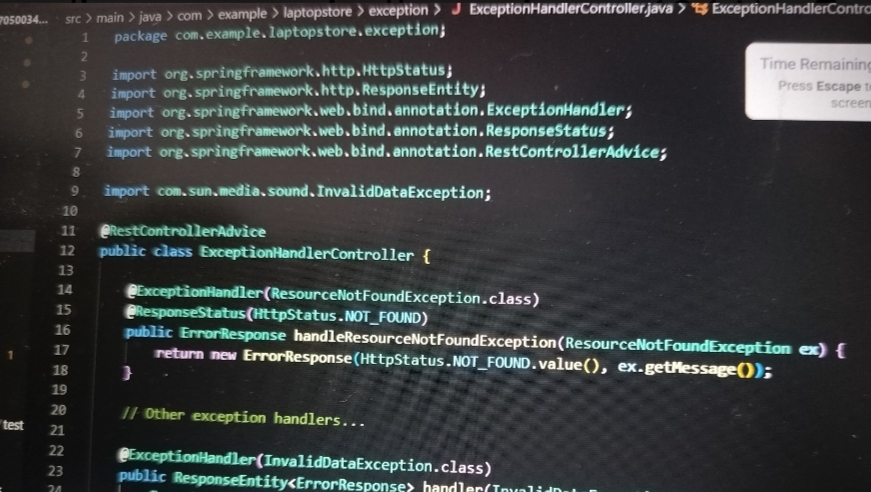 7050034... src > main > java > com > example > laptopstore > exception > J ExceptionHandlerController.java > ExceptionHandlerContro
1 package com.example.laptopstore.exception;
2
3 import org.springframework.http.HttpStatus;
4 import org.springframework.http.ResponseEntity;
5 import org.springframework.web.bind.annotation.ExceptionHandler;
6 import org.springframework.web.bind.annotation.ResponseStatus;
7 import org.springframework.web.bind.annotation.RestControllerAdvice;
8
9 import com.sun.media.sound.InvalidDataException;
10
11 @RestControllerAdvice
12 public class ExceptionHandlerController {
13
14 @ExceptionHandler(ResourceNotFoundException.class)
15 @ResponseStatus(HttpStatus.NOT_FOUND)
16 public ErrorResponse handleResourceNotFoundException(ResourceNotFoundException ex) {
17 return new ErrorResponse(HttpStatus.NOT_FOUND.value(), ex.getMessage());
18 }
19
20 // Other exception handlers...
21
22 @ExceptionHandler(InvalidDataException.class)
23 public ResponseEntity<ErrorResponse> handler(
24
Time Remaining
Press Escape t
screen
1
test